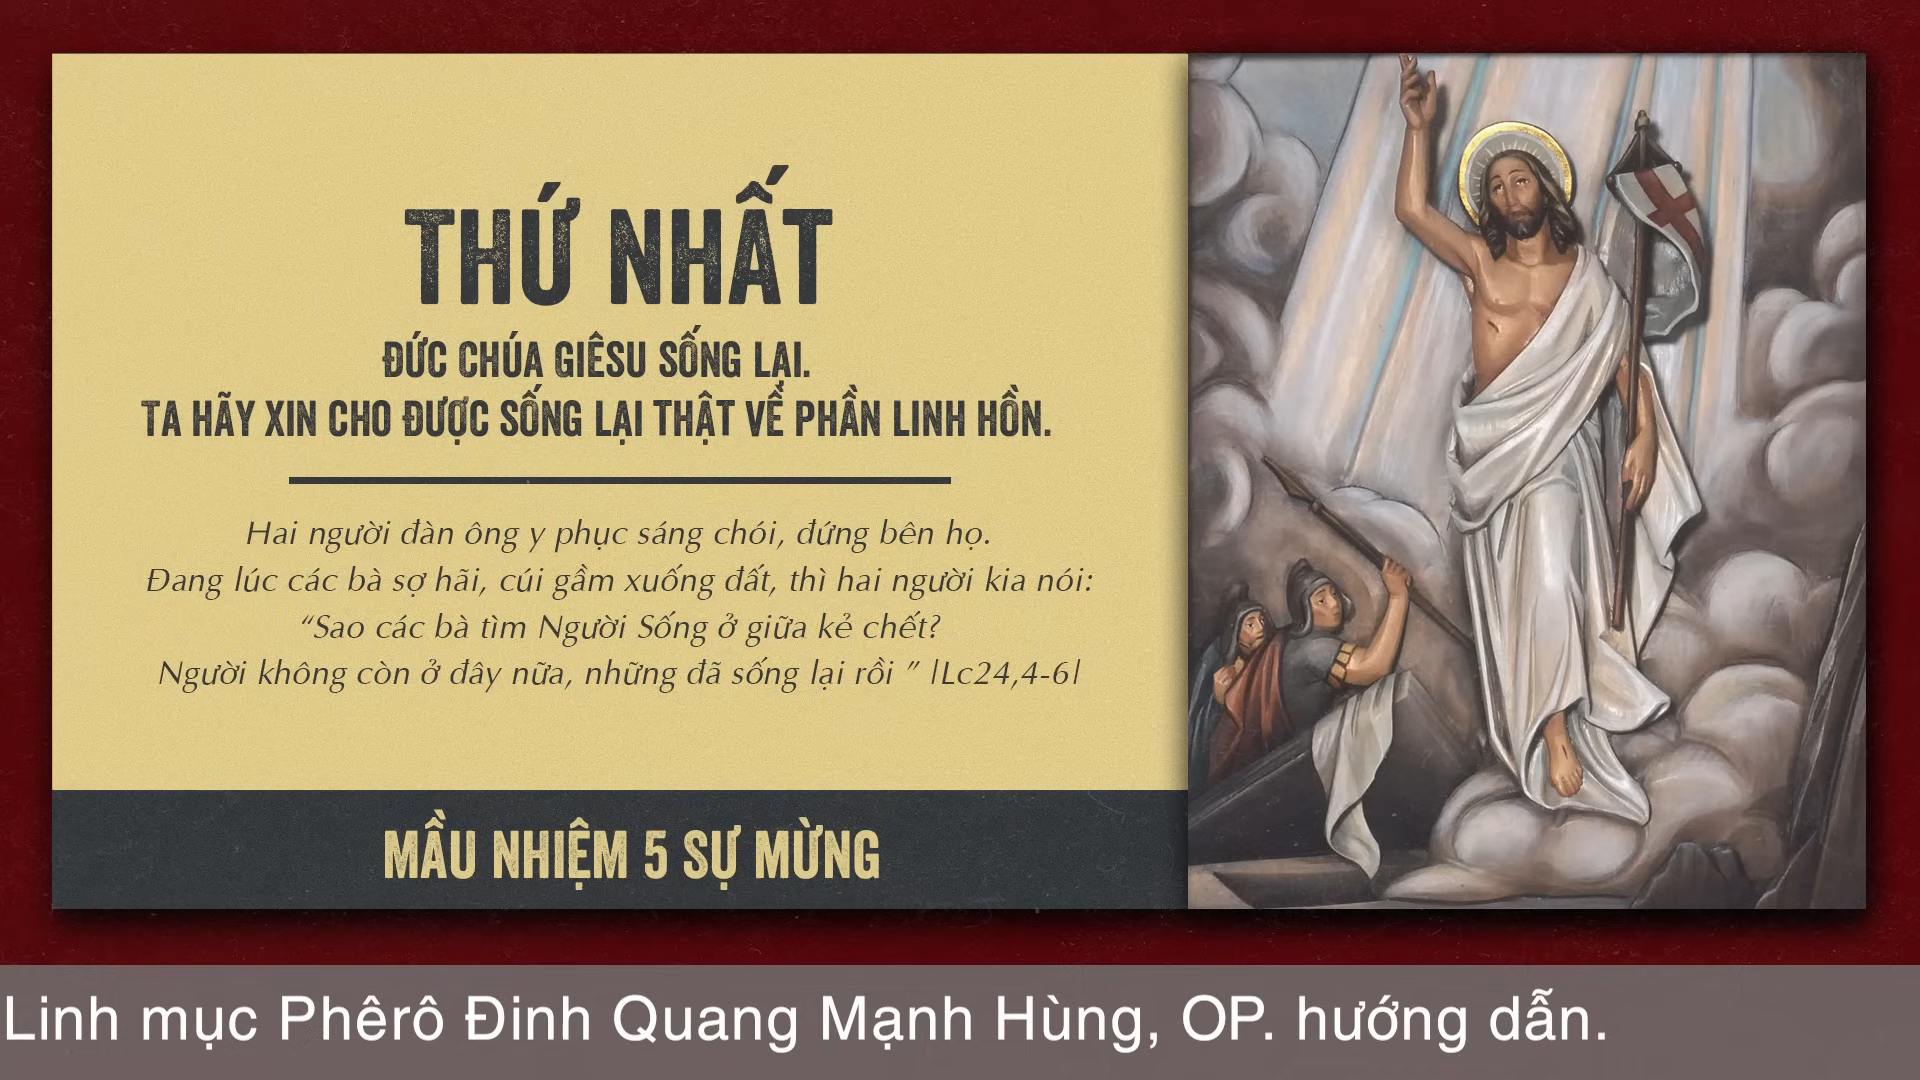 THỨ NHẤT
ĐỨC CHÚA GIÊSU SỐNG LẠI.
TA HÃY XIN CHO ĐƯỢC SỐNG LẠI THẬT VỀ PHẦN LINH HỒN.
Hai người đàn ông y phục sáng chói, đứng bên họ.
Đang lúc các bà sợ hãi, cúi gầm xuống đất, thì hai người kia nói:
“Sao các bà tìm Người Sống ở giữa kẻ chết?
Người không còn ở đây nữa, những đã sống lại rồi ” |Lc24,4-6|
MẦU NHIỆM 5 SỰ MỪNG
Linh mục Phêrô Đinh Quang Mạnh Hùng, OP. hướng dẫn.